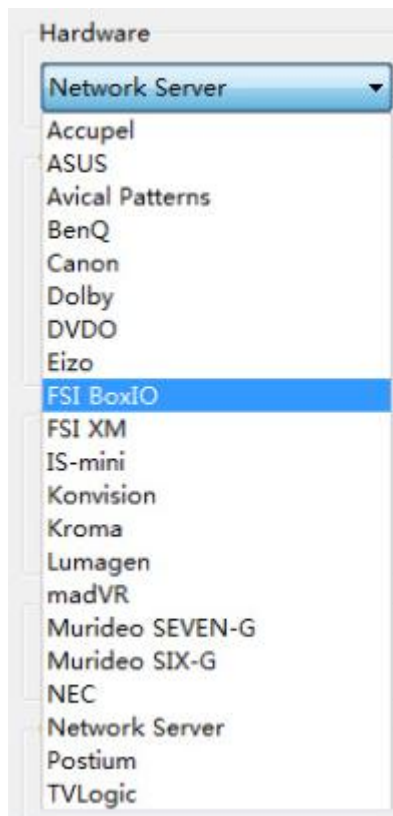 Hardware
Network Server
Accupel
ASUS
Avical Patterns
BenQ
Canon
Dolby
DVDO
Eizo
FSI BoxIO
FSI XM
IS-mini
Konvision
Kroma
Lumagen
madVR
Murideo SEVEN-G
Murideo SIX-G
NEC
Network Server
Postium
TVLogic